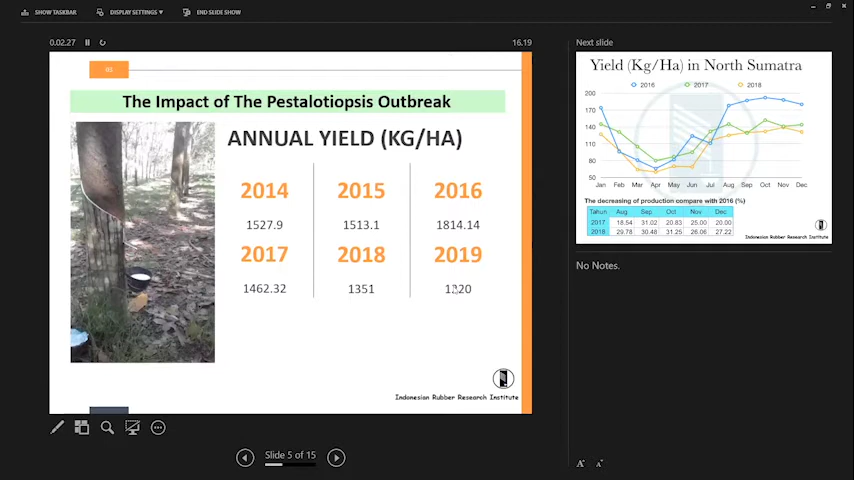 SHOW TASKBAR
DISPLAY SETTINGS ▾
END SLIDE SHOW
0.02.27
16.19
The Impact of The Pestalotiopsis Outbreak
ANNUAL YIELD (KG/HA)
2014 2015 2016
1527.9 1513.1 1814.14
2017 2018 2019
1462.32 1351
Indonesian Rubber Research Institute
Slide 5 of 15
Next slide
Yield (Kg/Ha) in North Sumatra
2016 2017 2018
200
170
140
110
80
50
Jan Feb Mar Apr May Jun Jul Aug Sep Oct Nov Dec
The decreasing of production compare with 2016 (%)
Tahun Aug Sep Oct Nov Dec
2017 18.54 31.02 20.83 25.00 20.00
2018 29.78 30.48 31.25 26.06 27.22
Indonesian Rubber Research Institute
No Notes.